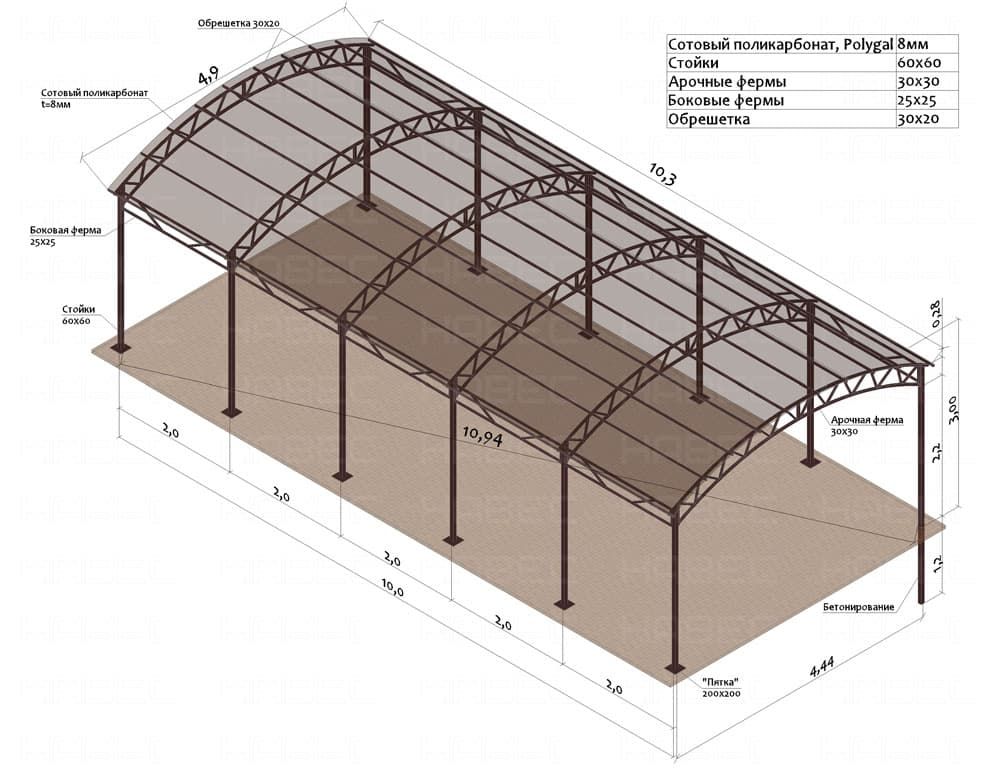 Обрешетка 30х20
4,9
Сотовый поликарбонат
t=8мм
Сотовый поликарбонат, Polygal 8мм
Стойки 60х60
Арочные фермы 30х30
Боковые фермы 25х25
Обрешетка 30х20
10,3
Боковая ферма
25х25
Стойки
60х60
0,28
3,00
2,2
Арочная ферма
30х30
10,94
2,0
2,0
2,0
10,0
2,0
2,0
1,2
Бетонирование
4,44
"Пятка"
200х200
НАВЕС